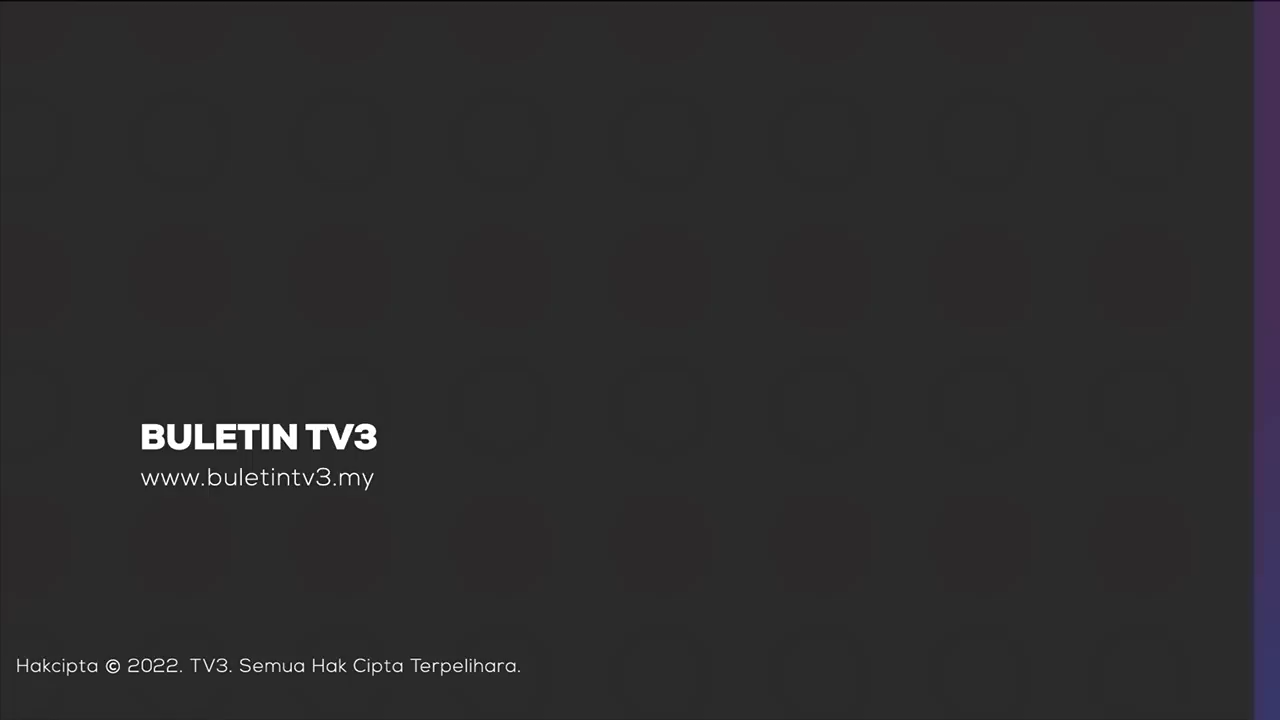 BULETIN TV3
www.buletintv3.my
Hakcipta © 2022. TV3. Semua Hak Cipta Terpelihara.